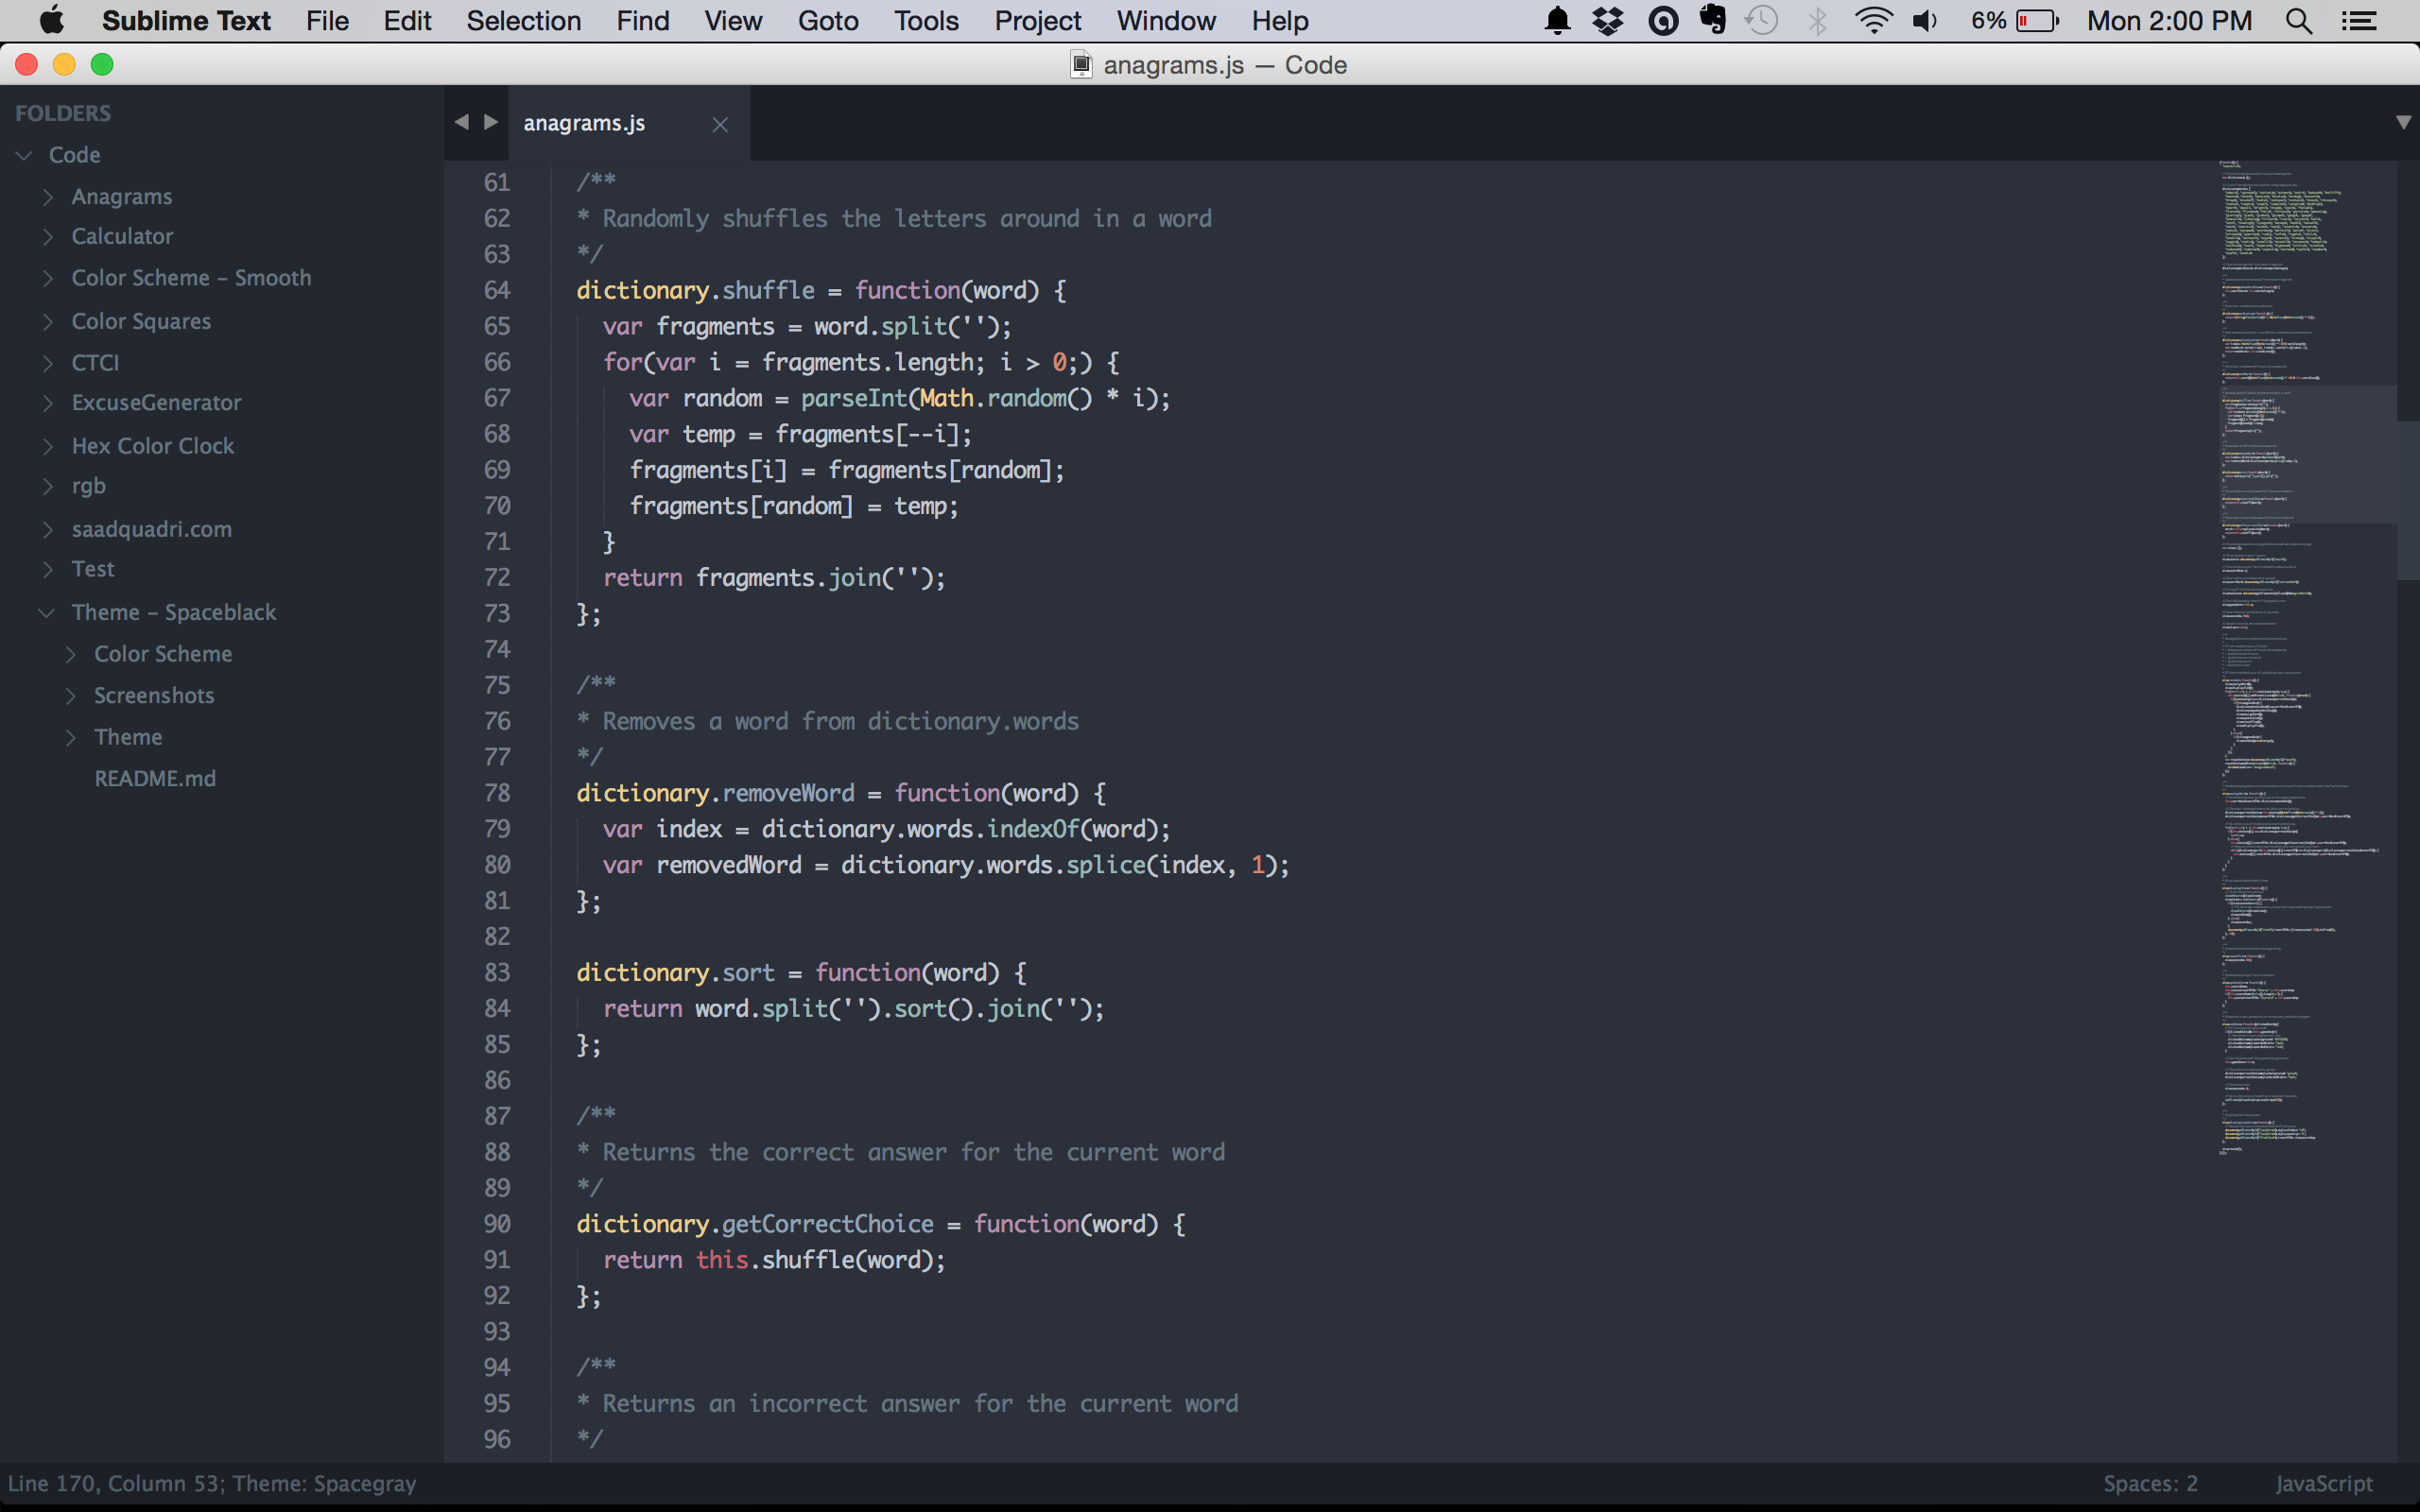 Sublime Text File Edit Selection Find View Goto Tools Project Window Help 6% Mon 2:00 PM
anagrams.js — Code
FOLDERS
Code
Anagrams
Calculator
Color Scheme – Smooth
Color Squares
CTCI
ExcuseGenerator
Hex Color Clock
rgb
saadquadri.com
Test
Theme – Spaceblack
Color Scheme
Screenshots
Theme
README.md
anagrams.js
61 /**
62 * Randomly shuffles the letters around in a word
63 */
64 dictionary.shuffle = function(word) {
65 var fragments = word.split('');
66 for(var i = fragments.length; i > 0;) {
67 var random = parseInt(Math.random() * i);
68 var temp = fragments[--i];
69 fragments[i] = fragments[random];
70 fragments[random] = temp;
71 }
72 return fragments.join('');
73 };
74
75 /**
76 * Removes a word from dictionary.words
77 */
78 dictionary.removeWord = function(word) {
79 var index = dictionary.words.indexOf(word);
80 var removedWord = dictionary.words.splice(index, 1);
81 };
82
83 dictionary.sort = function(word) {
84 return word.split('').sort().join('');
85 };
86
87 /**
88 * Returns the correct answer for the current word
89 */
90 dictionary.getCorrectChoice = function(word) {
91 return this.shuffle(word);
92 };
93
94 /**
95 * Returns an incorrect answer for the current word
96 */
Line 170, Column 53; Theme: Spacegray Spaces: 2 JavaScript